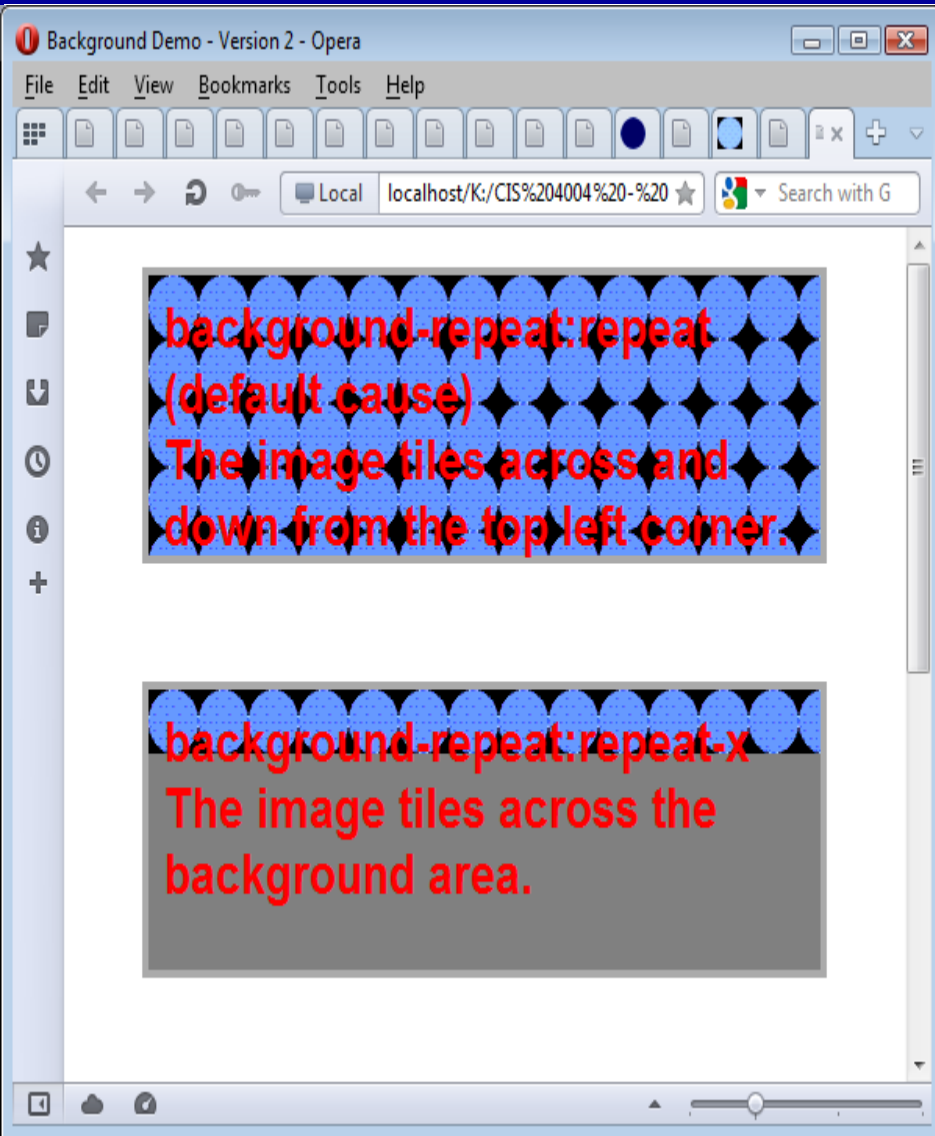 Background Demo - Version 2 - Opera
File Edit View Bookmarks Tools Help
Local localhost/K:/CIS%204004%20-%20 Search with G
background-repeat:repeat
(default cause)
The image tiles across and
down from the top left corner.
background-repeat:repeat-x
The image tiles across the
background area.